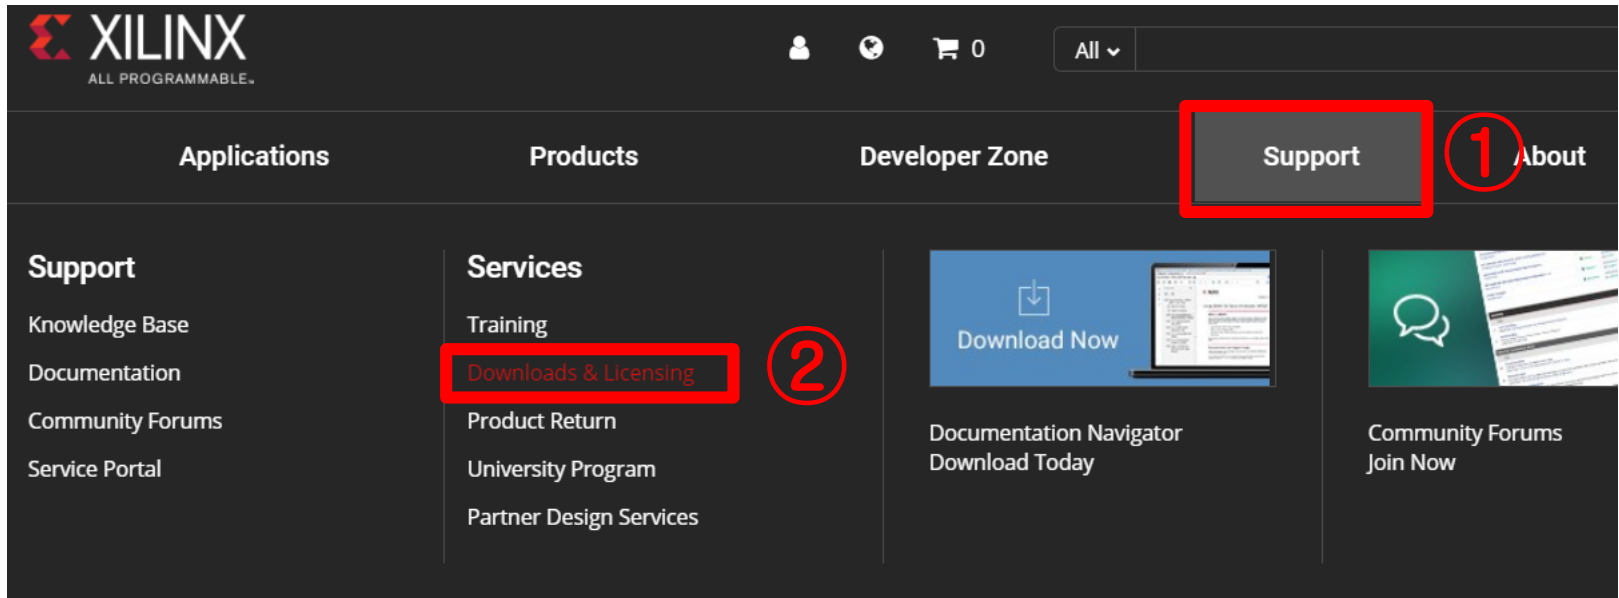 XILINX
ALL PROGRAMMABLE™
0
All
Applications
Products
Developer Zone
Support
①
About
Support
Knowledge Base
Documentation
Community Forums
Service Portal
Services
Training
Downloads & Licensing
②
Product Return
University Program
Partner Design Services
Download Now
Documentation Navigator
Download Today
Community Forums
Join Now